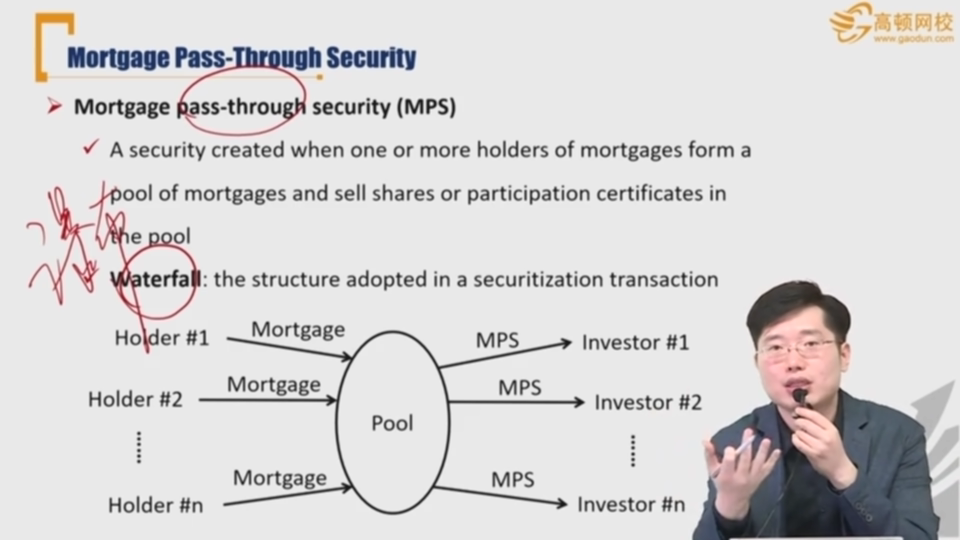 高顿网校
www.gaodun.com
Mortgage Pass-Through Security
Mortgage pass-through security (MPS)
A security created when one or more holders of mortgages form a
pool of mortgages and sell shares or participation certificates in
the pool
Waterfall: the structure adopted in a securitization transaction
Holder #1
Mortgage
MPS
Investor #1
Holder #2
Mortgage
Pool
MPS
Investor #2
Holder #n
Mortgage
MPS
Investor #n